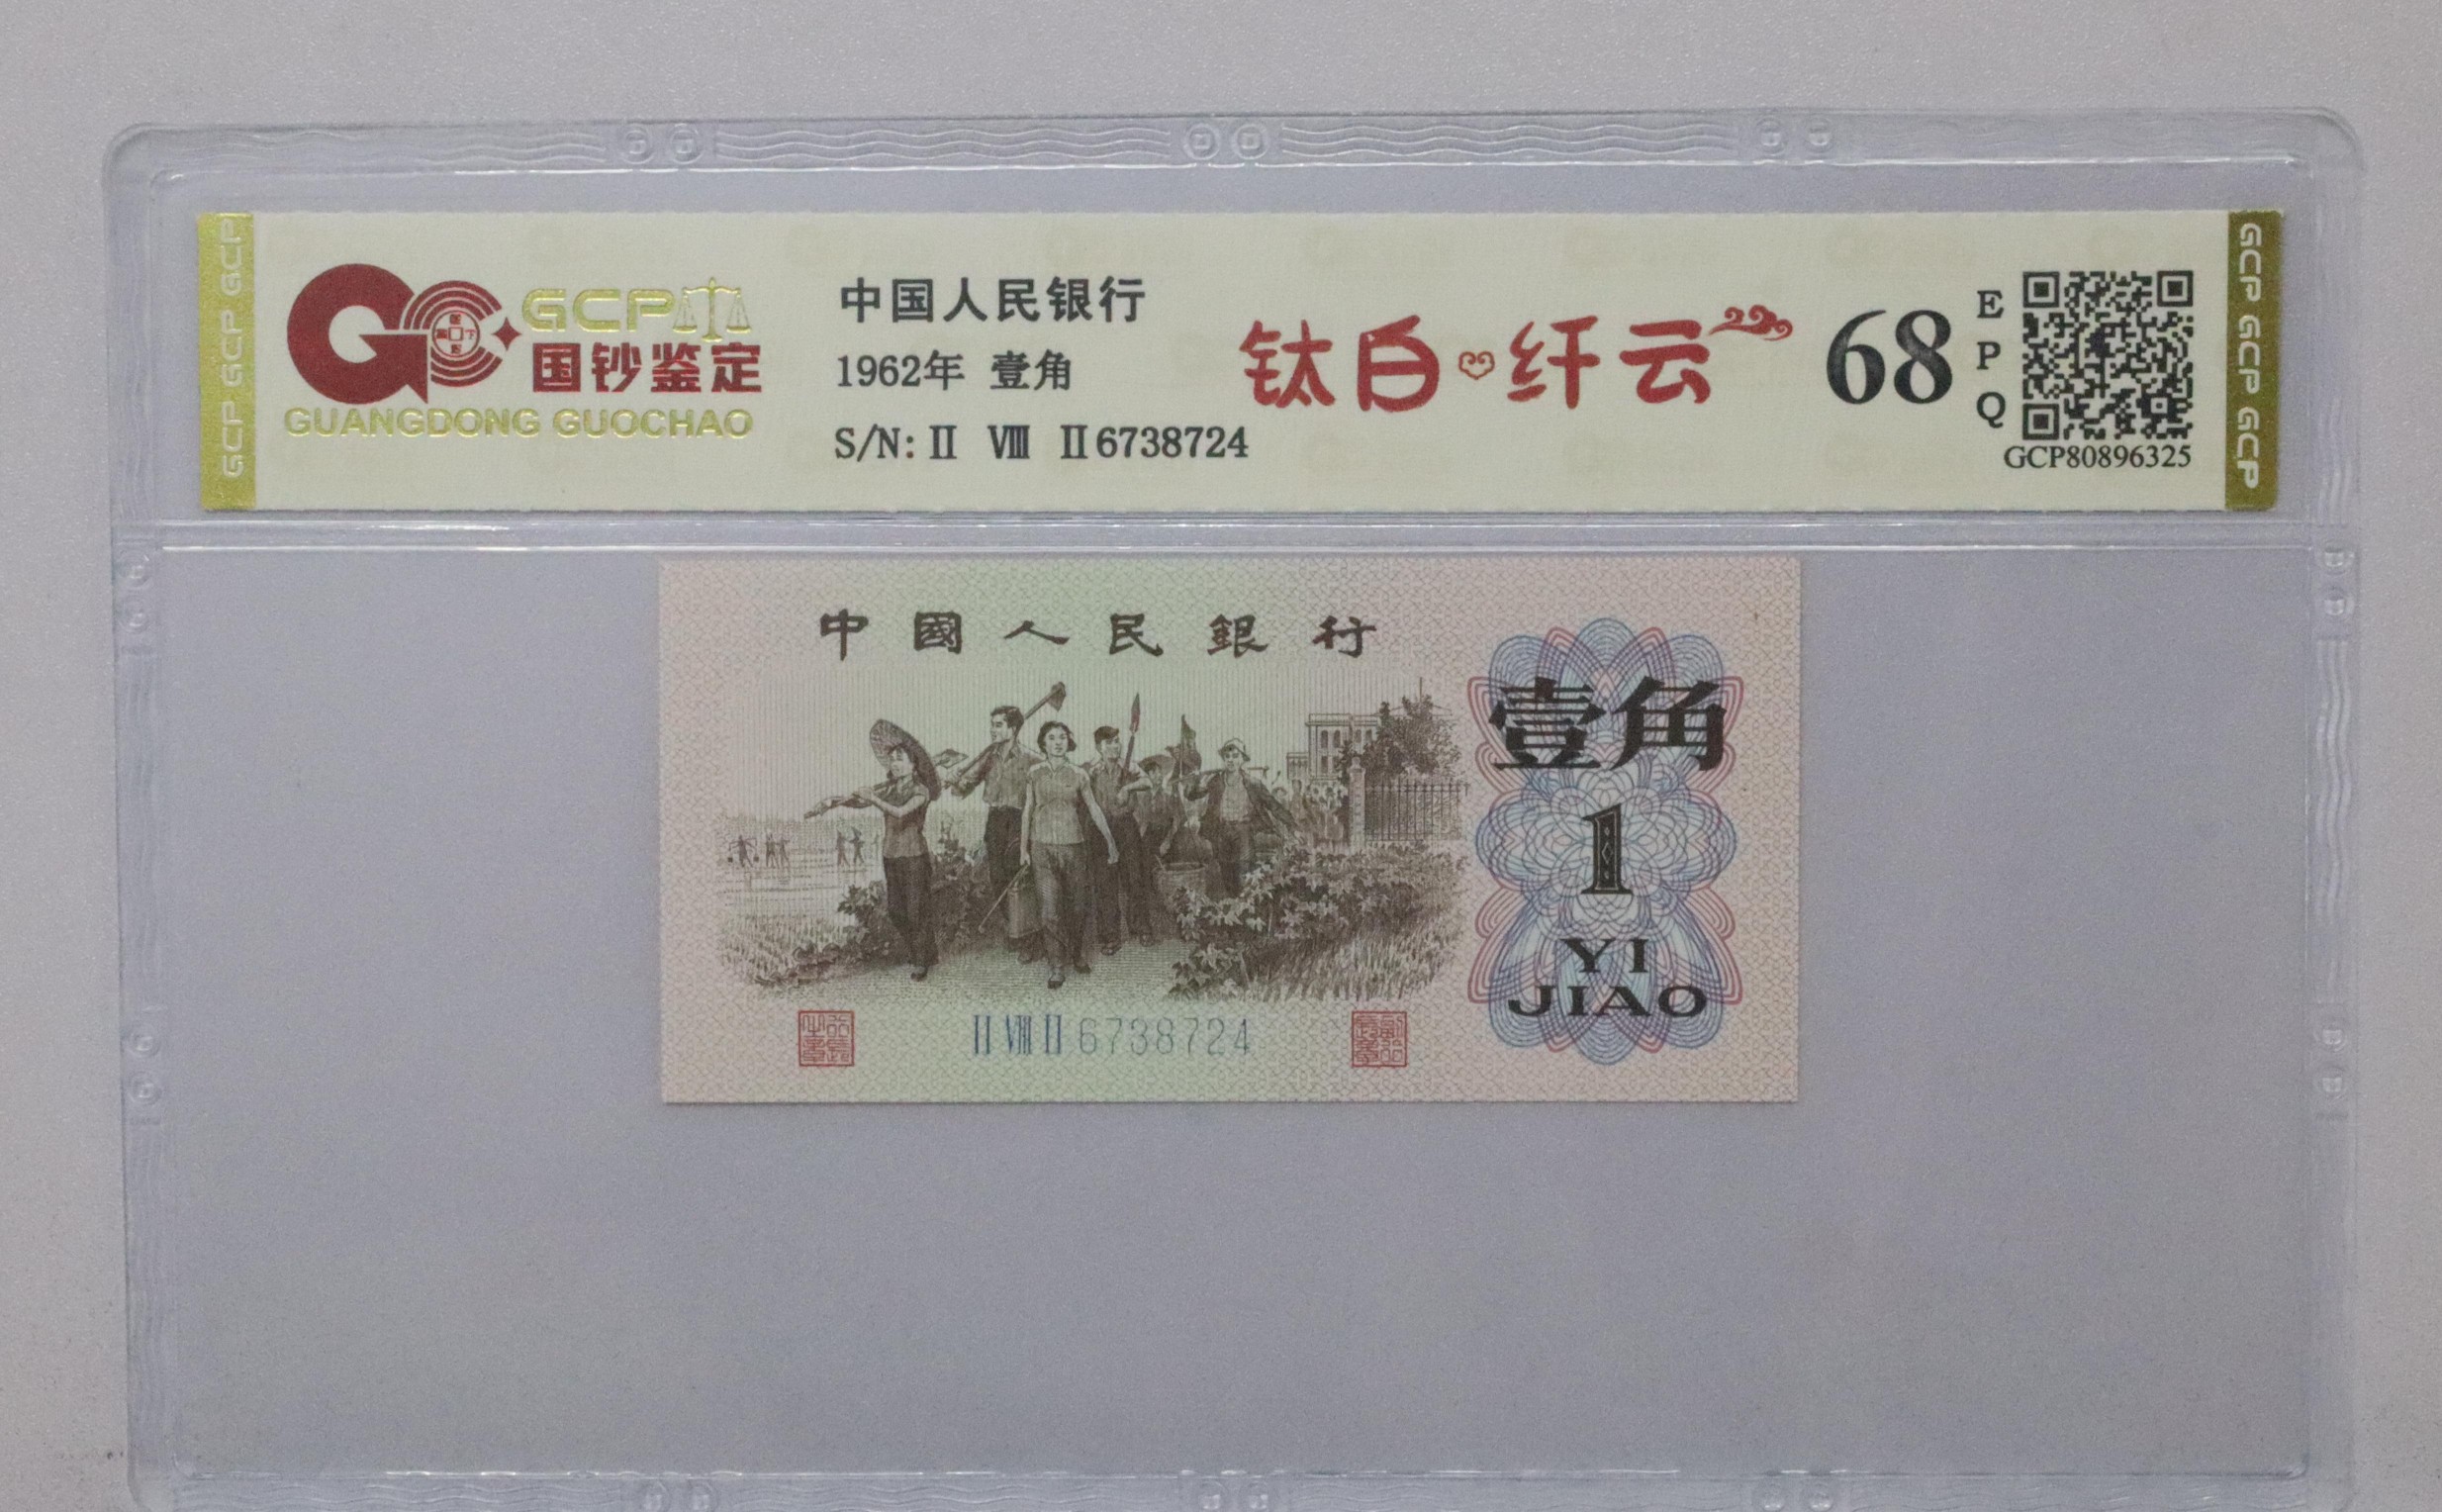 GCP GCP GCP
GCP
国钞鉴定
GUANGDONG GUOCHAO
中国人民银行
1962年 壹角
S/N: Ⅱ Ⅷ Ⅱ6738724
钛白 纤云
68
E
P
Q
GCP80896325
GCP GCP GCP
中國人民銀行
壹角
1
YI
JIAO
Ⅱ Ⅷ Ⅱ 6738724